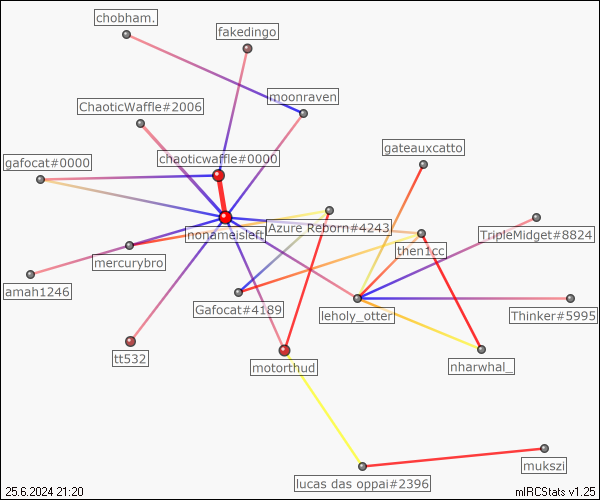 chobham.
fakedingo
moonraven
ChaoticWaffle#2006
gateauxcatto
chaoticwaffle#0000
gafocat#0000
nonameisleft
Azure Reborn#4243
TripleMidget#8824
then1cc
mercurybro
amah1246
Gafocat#4189
leholy_otter
Thinker#5995
tt532
motorthud
nharwhal_
mukszi
lucas das oppai#2396
25.6.2024 21:20
mIRCStats v1.25